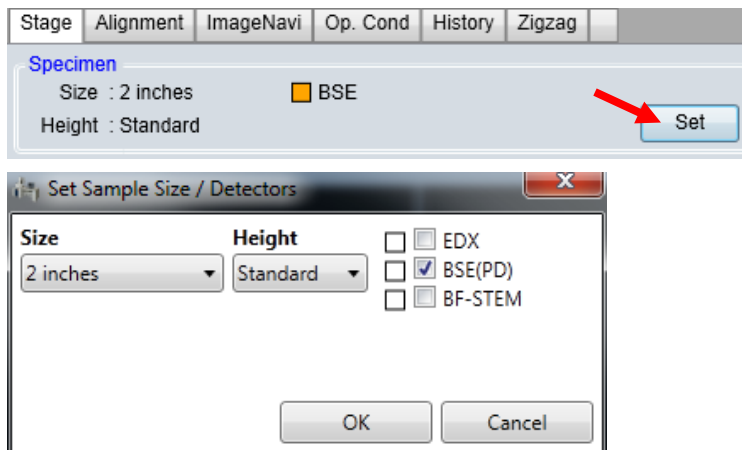 Stage Alignment ImageNavi Op. Cond History Zigzag
Specimen
Size : 2 inches BSE
Height : Standard Set
Set Sample Size / Detectors X
Size Height EDX
2 inches Standard BSE(PD)
BF-STEM
OK Cancel